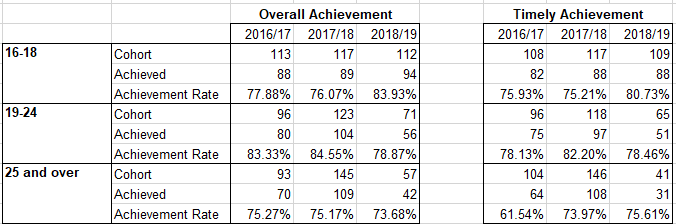 Overall Achievement Timely Achievement
2016/17 2017/18 2018/19 2016/17 2017/18 2018/19
16-18 Cohort 113 117 112 108 117 109
Achieved 88 89 94 82 88 88
Achievement Rate 77.88% 76.07% 83.93% 75.93% 75.21% 80.73%
19-24 Cohort 96 123 71 96 118 65
Achieved 80 104 56 75 97 51
Achievement Rate 83.33% 84.55% 78.87% 78.13% 82.20% 78.46%
25 and over Cohort 93 145 57 104 146 41
Achieved 70 109 42 64 108 31
Achievement Rate 75.27% 75.17% 73.68% 61.54% 73.97% 75.61%